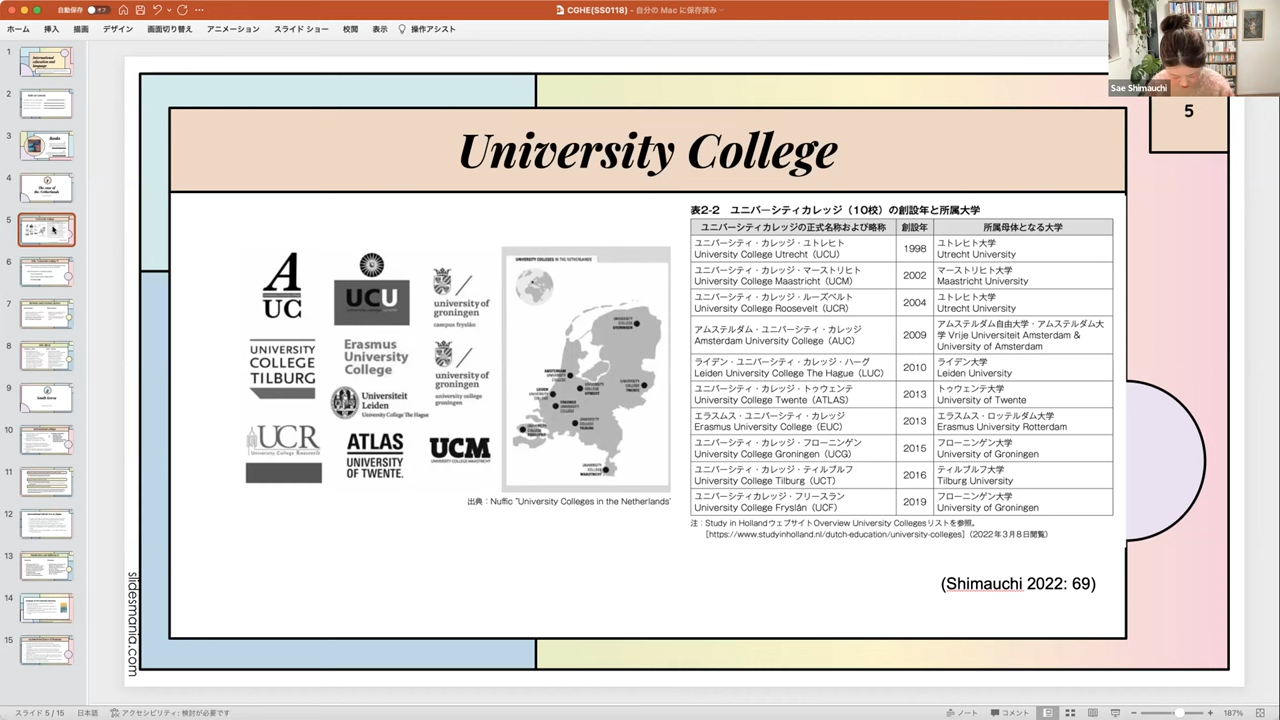 自動保存 オフ
CGHE(SS0118) - 自分の Mac に保存済み
ホーム 挿入 描画 デザイン 画面切り替え アニメーション スライド ショー 校閲 表示 操作アシスト
Sae Shimauchi
1
2
3
4
5
6
7
8
9
10
11
12
13
14
15
5
University College
A
UC
UCU
university of
groningen
campus fryslân
UNIVERSITY
COLLEGE
TILBURG
Erasmus
University
College
university of
groningen
university college
groningen
Universiteit
Leiden
University College The Hague
UCR
University College Roosevelt
ATLAS
UNIVERSITY
OF TWENTE.
UCM
UNIVERSITY COLLEGE MAASTRICHT
UNIVERSITY COLLEGES IN THE NETHERLANDS
出典：Nuffic "University Colleges in the Netherlands'
表2-2 ユニバーシティカレッジ（10校）の創設年と所属大学
ユニバーシティカレッジの正式名称および略称 創設年 所属母体となる大学
ユニバーシティ・カレッジ・ユトレヒト
University College Utrecht（UCU） 1998 ユトレヒト大学
Utrecht University
ユニバーシティ・カレッジ・マーストリヒト
University College Maastricht（UCM） 2002 マーストリヒト大学
Maastricht University
ユニバーシティ・カレッジ・ルーズベルト
University College Roosevelt（UCR） 2004 ユトレヒト大学
Utrecht University
アムステルダム・ユニバーシティ・カレッジ
Amsterdam University College（AUC） 2009 アムステルダム自由大学・アムステルダム大
学 Vrije Universiteit Amsterdam &
University of Amsterdam
ライデン・ユニバーシティ・カレッジ・ハーグ
Leiden University College The Hague（LUC） 2010 ライデン大学
Leiden University
ユニバーシティ・カレッジ・トゥウェンテ
University College Twente（ATLAS） 2013 トゥウェンテ大学
University of Twente
エラスムス・ユニバーシティ・カレッジ
Erasmus University College（EUC） 2013 エラスムス・ロッテルダム大学
Erasmus University Rotterdam
ユニバーシティ・カレッジ・フローニンゲン
University College Groningen（UCG） 2015 フローニンゲン大学
University of Groningen
ユニバーシティ・カレッジ・ティルブルフ
University College Tilburg（UCT） 2016 ティルブルフ大学
Tilburg University
ユニバーシティカレッジ・フリースラン
University College Fryslân（UCF） 2019 フローニンゲン大学
University of Groningen
注：Study in HollandウェブサイトOverview University Collegesリストを参照。
［https://www.studyinholland.nl/dutch-education/university-colleges］（2022年3月8日閲覧）
(Shimauchi 2022: 69)
slidesmania.com
スライド 5 / 15 日本語 アクセシビリティ: 検討が必要です
ノート コメント 187%